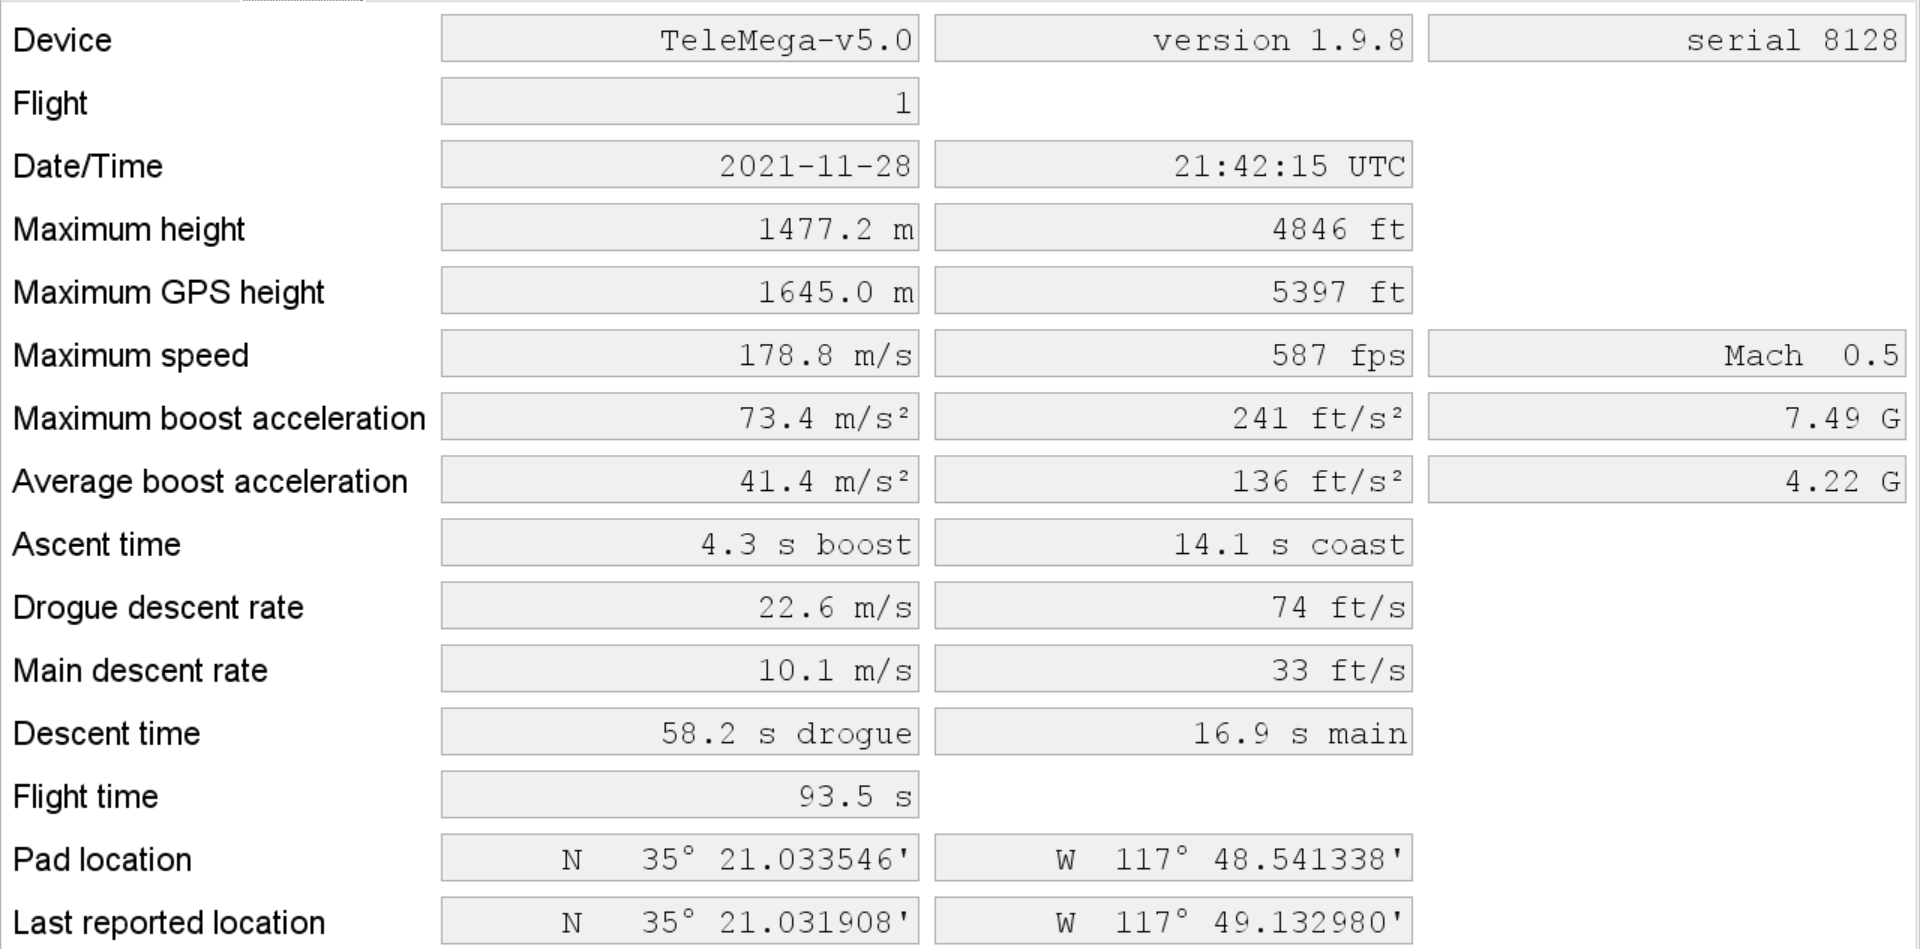 Device TeleMega-v5.0 version 1.9.8 serial 8128
Flight 1
Date/Time 2021-11-28 21:42:15 UTC
Maximum height 1477.2 m 4846 ft
Maximum GPS height 1645.0 m 5397 ft
Maximum speed 178.8 m/s 587 fps Mach 0.5
Maximum boost acceleration 73.4 m/s² 241 ft/s² 7.49 G
Average boost acceleration 41.4 m/s² 136 ft/s² 4.22 G
Ascent time 4.3 s boost 14.1 s coast
Drogue descent rate 22.6 m/s 74 ft/s
Main descent rate 10.1 m/s 33 ft/s
Descent time 58.2 s drogue 16.9 s main
Flight time 93.5 s
Pad location N 35° 21.033546' W 117° 48.541338'
Last reported location N 35° 21.031908' W 117° 49.132980'